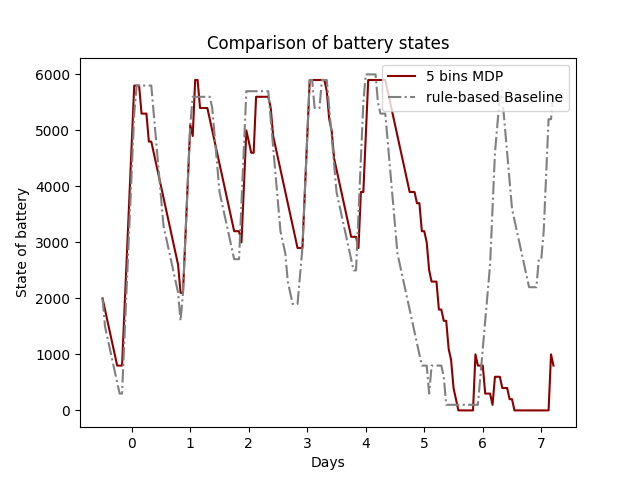 Comparison of battery states
5 bins MDP
rule-based Baseline
State of battery
6000
5000
4000
3000
2000
1000
0
0 1 2 3 4 5 6 7
Days